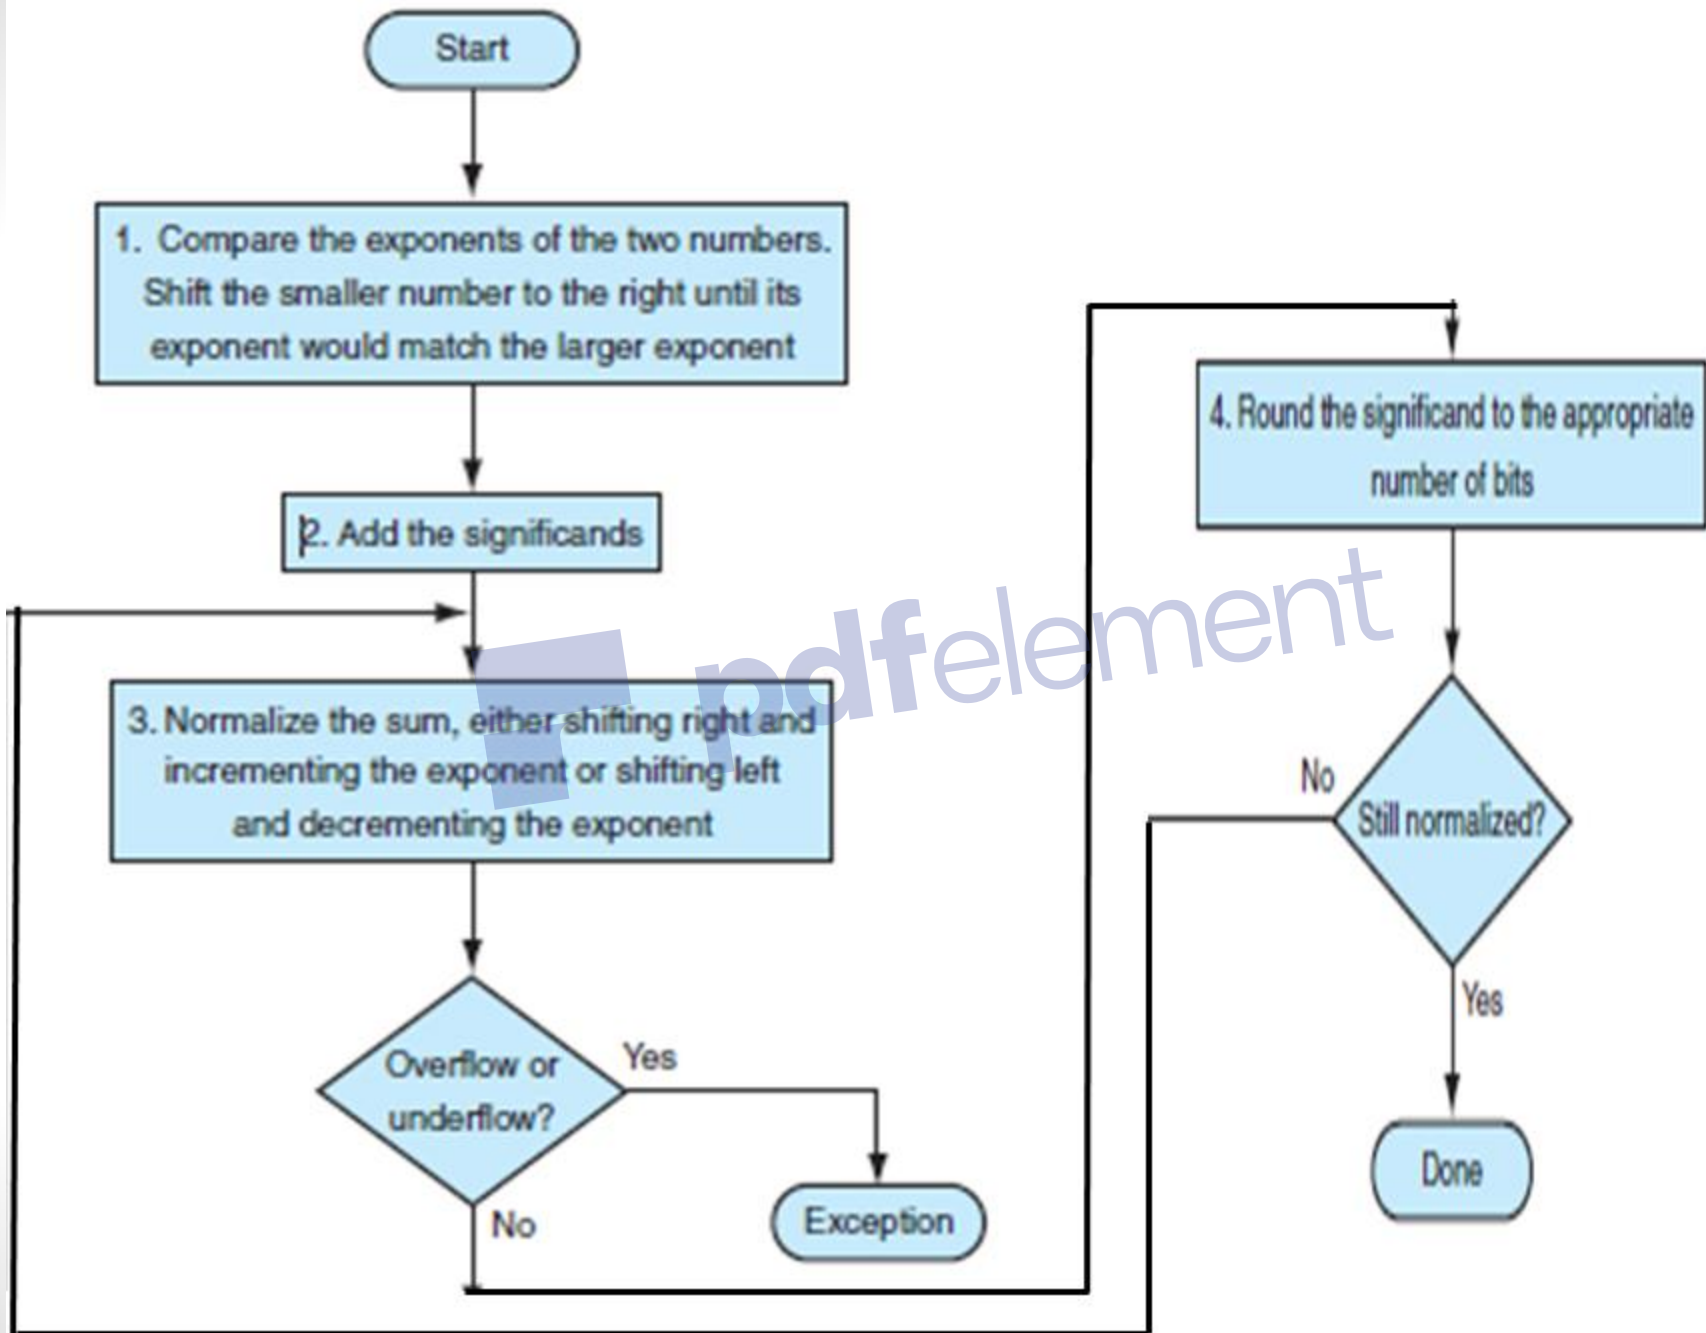 Start
1. Compare the exponents of the two numbers.
Shift the smaller number to the right until its
exponent would match the larger exponent
2. Add the significands
3. Normalize the sum, either shifting right and
incrementing the exponent or shifting left
and decrementing the exponent
Overflow or
underflow?
Yes
No
Exception
4. Round the significand to the appropriate
number of bits
Still normalized?
No
Yes
Done
pdfelement